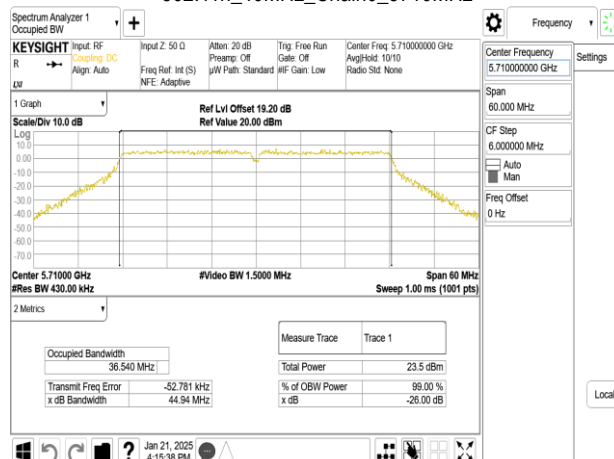 Spectrum Analyzer 1
Occupied BW
Frequency
KEYSIGHT
R
Input: RF
Coupling: DC
Align: Auto
Input Z: 50 Ω
Freq Ref: Int (S)
NFE: Adaptive
Atten: 20 dB
Preamp: Off
µW Path: Standard
Trig: Free Run
Gate: Off
#IF Gain: Low
Center Freq: 5.710000000 GHz
Avg|Hold: 10/10
Radio Std: None
Center Frequency
5.710000000 GHz
Settings
Span
60.000 MHz
CF Step
6.000000 MHz
Auto
Man
Freq Offset
0 Hz
1 Graph
Scale/Div 10.0 dB
Ref Lvl Offset 19.20 dB
Ref Value 20.00 dBm
Log
10.0
0.00
-10.0
-20.0
-30.0
-40.0
-50.0
-60.0
-70.0
Center 5.71000 GHz
#Res BW 430.00 kHz
#Video BW 1.5000 MHz
Span 60 MHz
Sweep 1.00 ms (1001 pts)
2 Metrics
Occupied Bandwidth
36.540 MHz
Transmit Freq Error -52.781 kHz
x dB Bandwidth 44.94 MHz
Measure Trace Trace 1
Total Power 23.5 dBm
% of OBW Power 99.00 %
x dB -26.00 dB
Local
Jan 21, 2025
4:15:38 PM